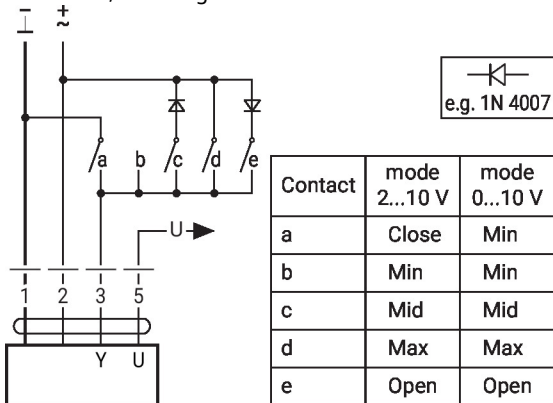 ⊥ ~
− +
e.g. 1N 4007
a b c d e
U
1 2 3 5
Y U
Contact mode 2...10 V mode 0...10 V
a Close Min
b Min Min
c Mid Mid
d Max Max
e Open Open